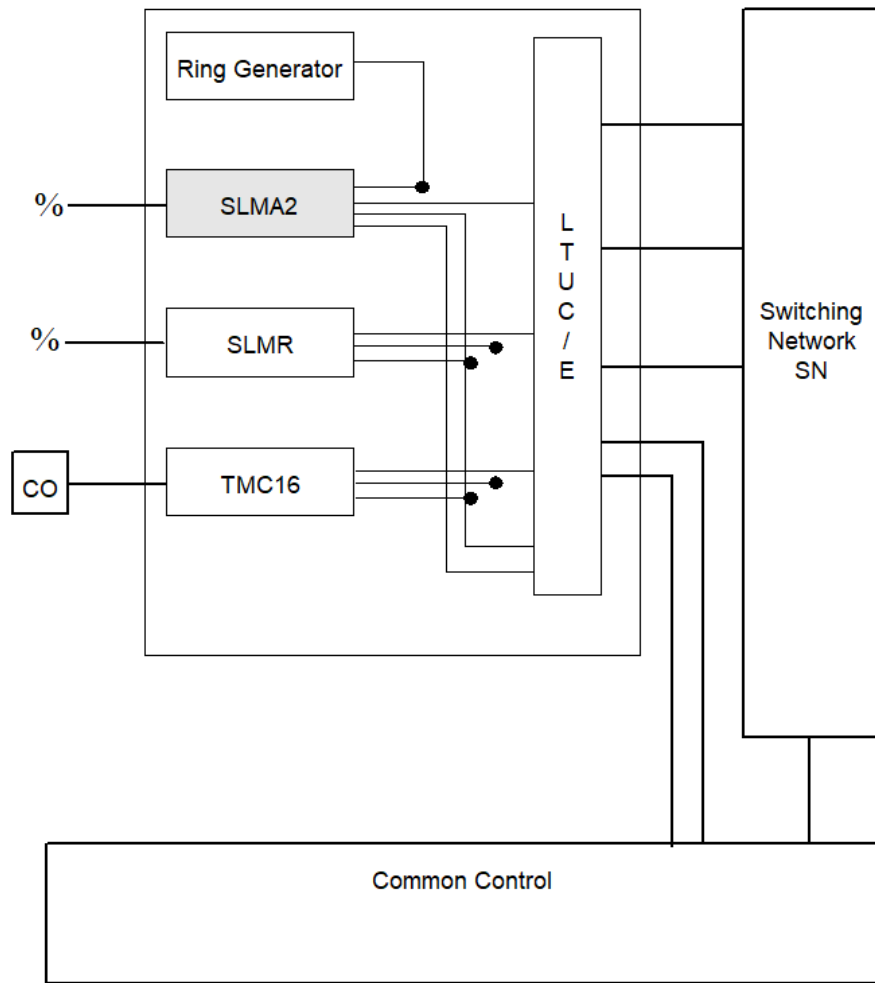 Ring Generator
%
SLMA2
L
T
U
C
/
E
Switching
Network
SN
%
SLMR
CO
TMC16
Common Control